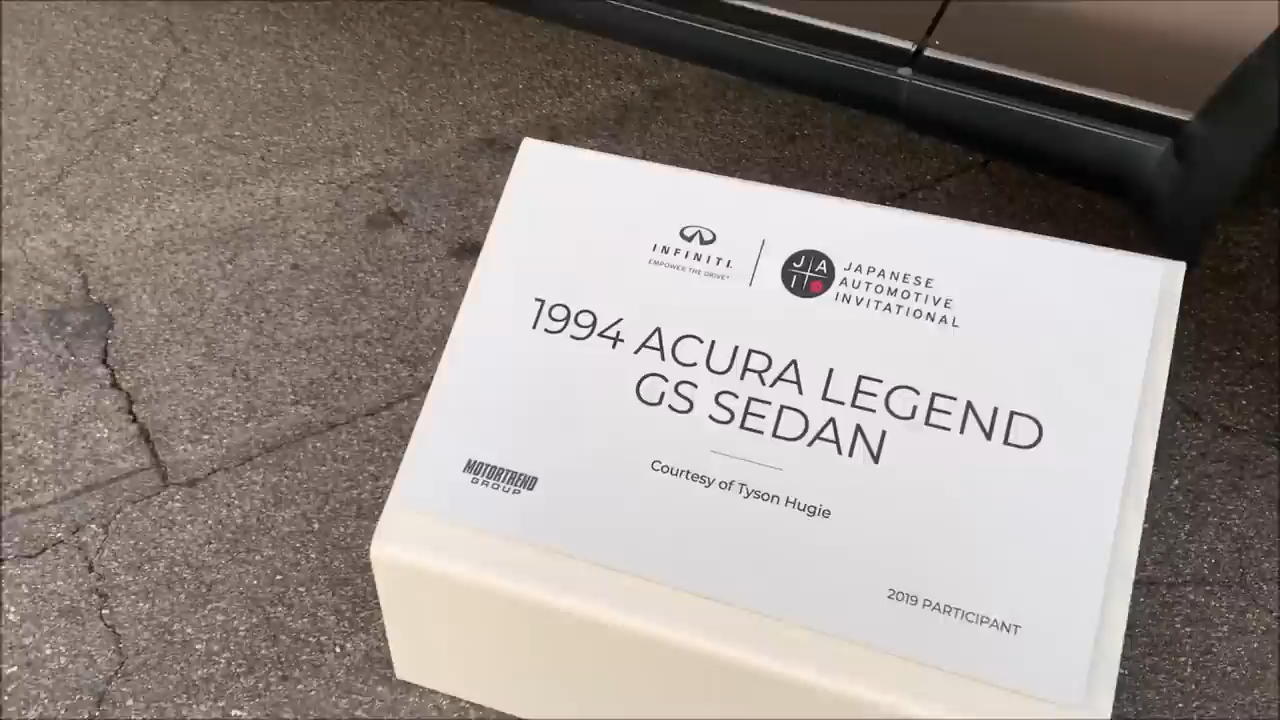 INFINITI
EMPOWER THE DRIVE
J A
I
JAPANESE
AUTOMOTIVE
INVITATIONAL
1994 ACURA LEGEND
GS SEDAN
Courtesy of Tyson Hugie
MOTORTREND
GROUP
2019 PARTICIPANT